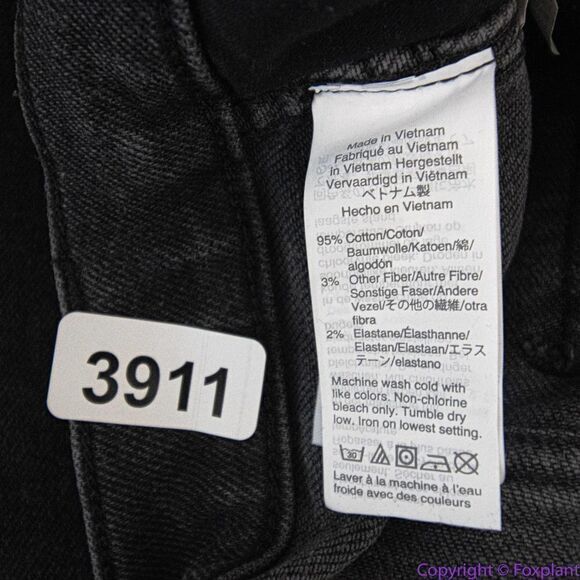 Made in Vietnam
Fabriqué au Vietnam
in Vietnam Hergestellt
Vervaardigd in Viëtnam
ベトナム製
Hecho en Vietnam
95% Cotton/Coton/
Baumwolle/Katoen/綿/
algodón
3% Other Fiber/Autre Fibre/
Sonstige Faser/Andere
Vezel/その他の繊維/otra
fibra
2% Elastane/Élasthanne/
Elastan/Elastaan/エラス
テーン/elastano
Machine wash cold with
like colors. Non-chlorine
bleach only. Tumble dry
low. Iron on lowest setting.
30
Laver à la machine à l'eau
froide avec des couleurs
3911
Copyright © Foxplant